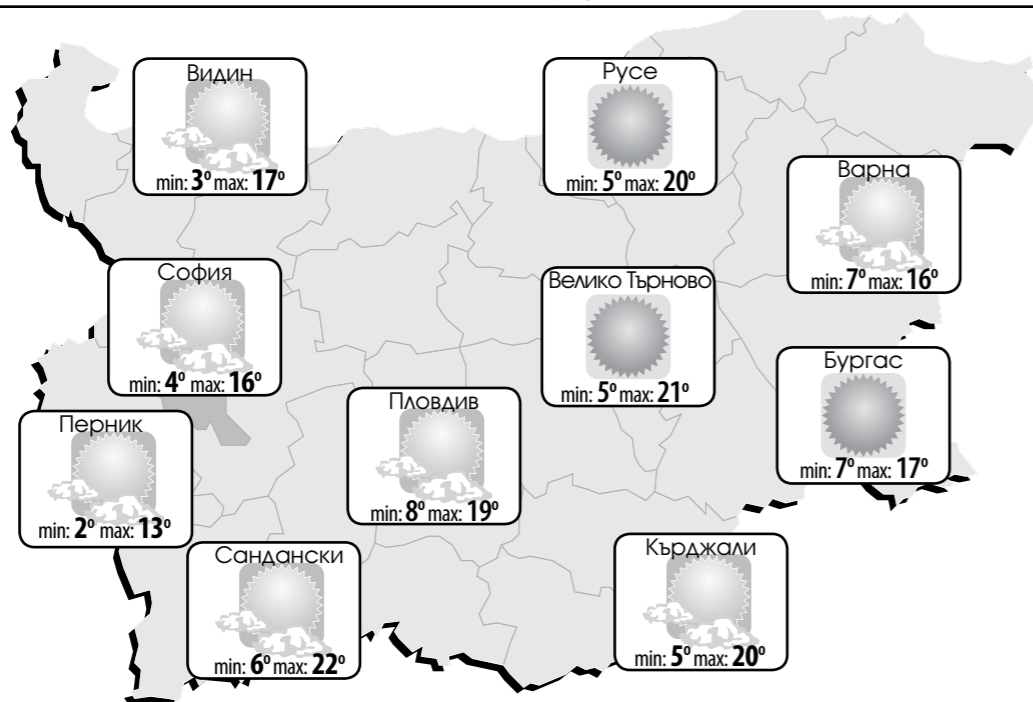 Видин
min: 3° max: 17°
Русе
min: 5° max: 20°
Варна
min: 7° max: 16°
София
min: 4° max: 16°
Велико Търново
min: 5° max: 21°
Бургас
min: 7° max: 17°
Пловдив
min: 8° max: 19°
Перник
min: 2° max: 13°
Сандански
min: 6° max: 22°
Кърджали
min: 5° max: 20°